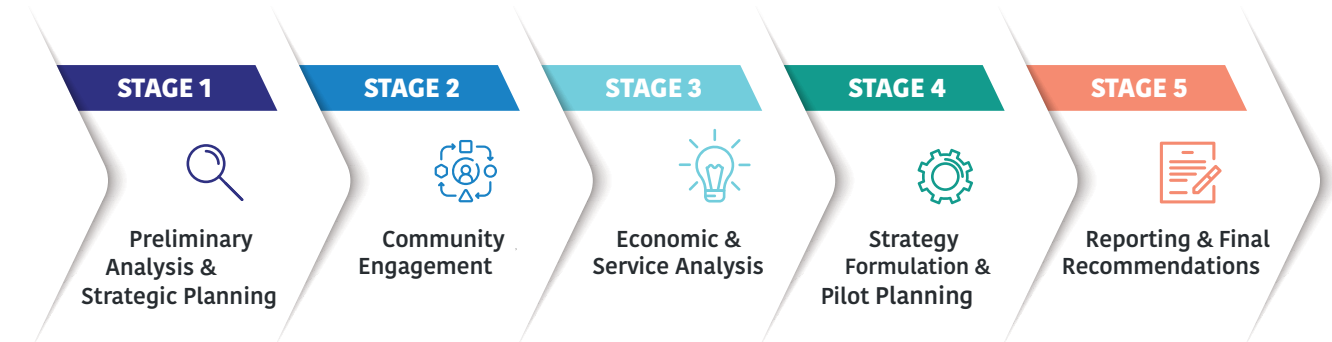 STAGE 1
Preliminary
Analysis &
Strategic Planning
STAGE 2
Community
Engagement
STAGE 3
Economic &
Service Analysis
STAGE 4
Strategy
Formulation &
Pilot Planning
STAGE 5
Reporting & Final
Recommendations